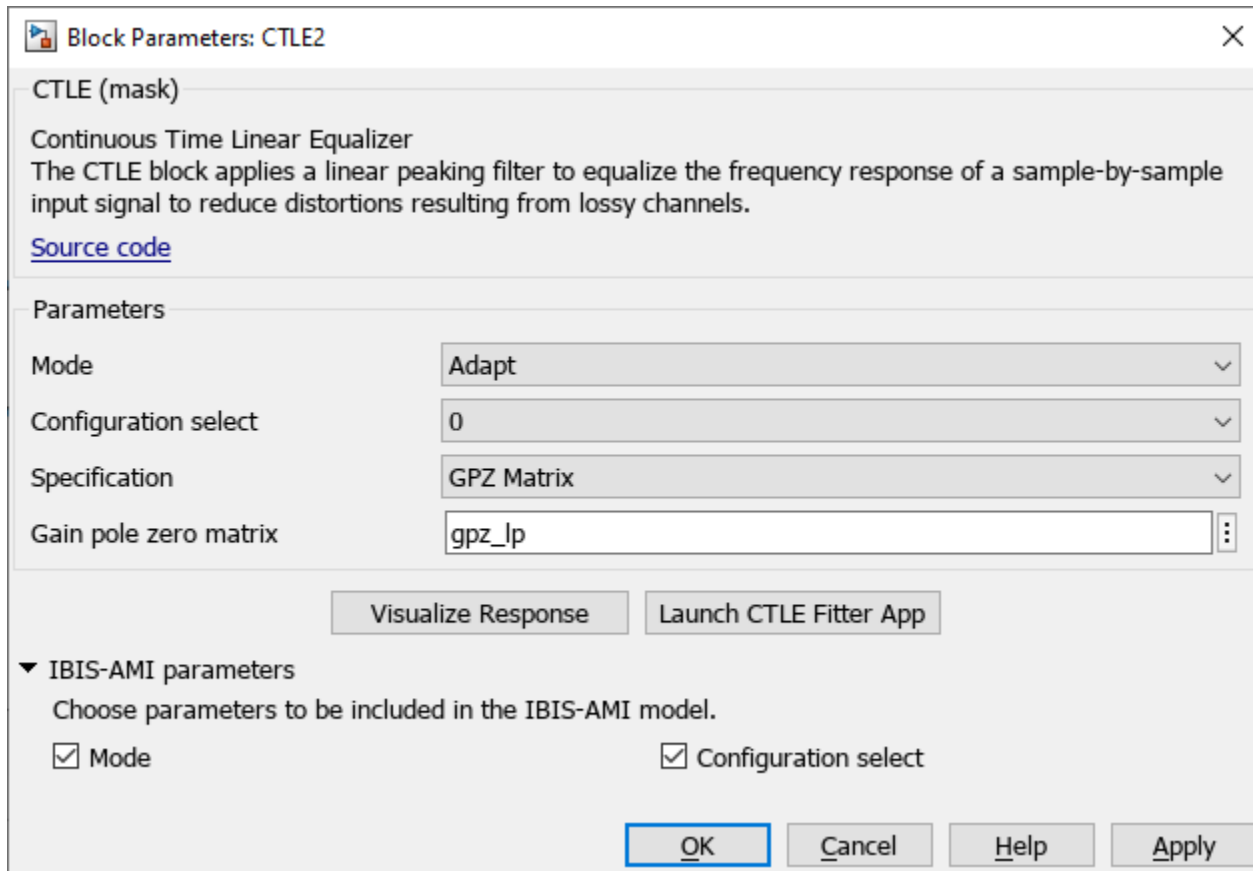 Block Parameters: CTLE2
CTLE (mask)
Continuous Time Linear Equalizer
The CTLE block applies a linear peaking filter to equalize the frequency response of a sample-by-sample
input signal to reduce distortions resulting from lossy channels.
Source code
Parameters
Mode Adapt
Configuration select 0
Specification GPZ Matrix
Gain pole zero matrix gpz_lp
Visualize Response Launch CTLE Fitter App
IBIS-AMI parameters
Choose parameters to be included in the IBIS-AMI model.
Mode Configuration select
OK Cancel Help Apply